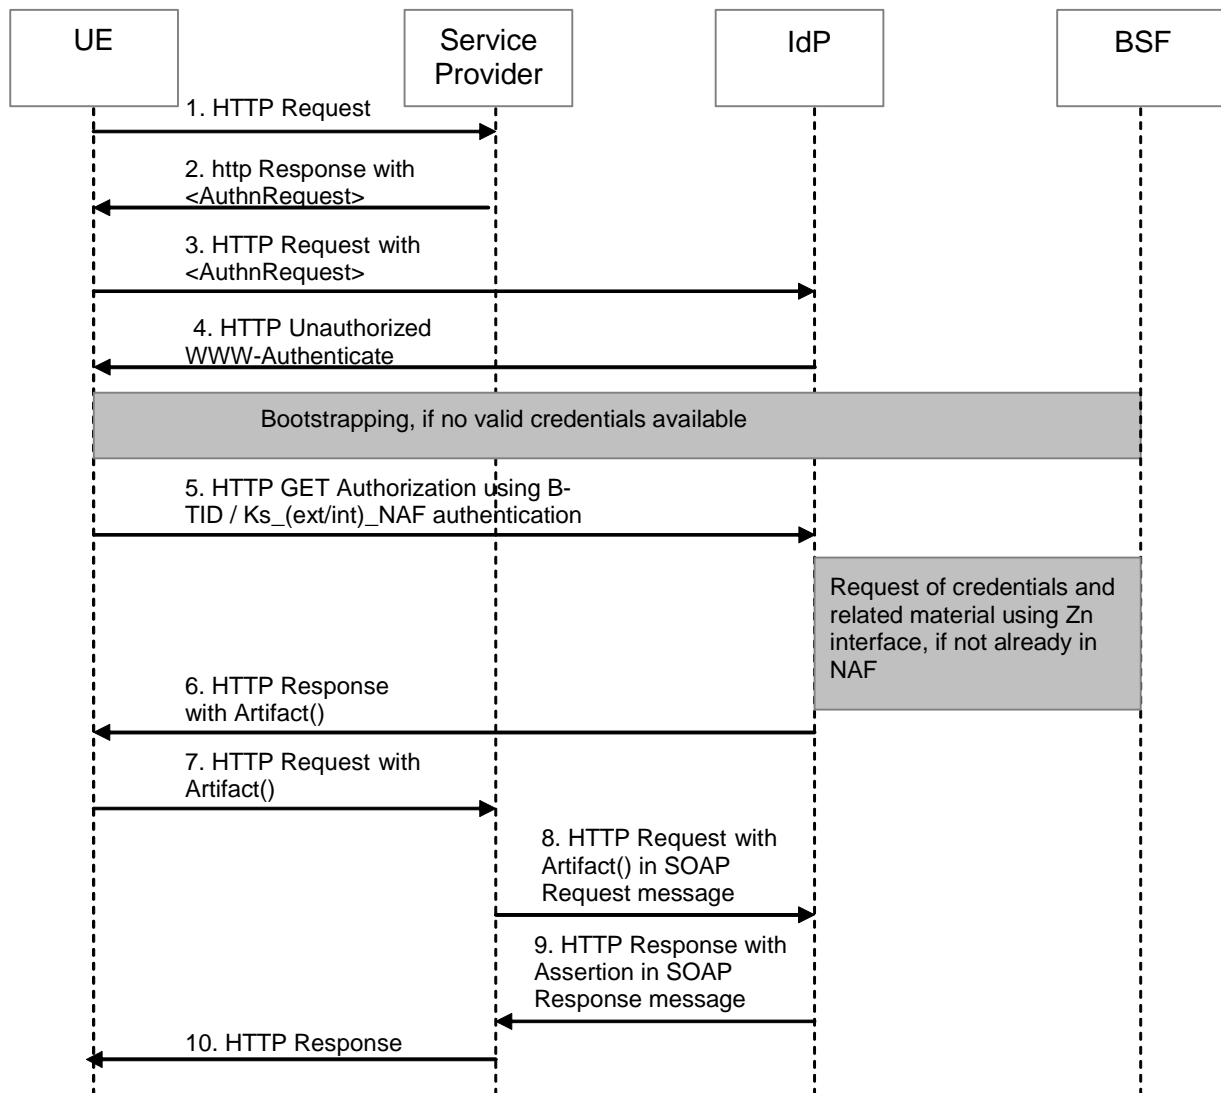 UE
Service
Provider
IdP
BSF
1. HTTP Request
2. http Response with
<AuthnRequest>
3. HTTP Request with
<AuthnRequest>
4. HTTP Unauthorized
WWW-Authenticate
Bootstrapping, if no valid credentials available
5. HTTP GET Authorization using B-
TID / Ks_(ext/int)_NAF authentication
Request of credentials and
related material using Zn
interface, if not already in
NAF
6. HTTP Response
with Artifact()
7. HTTP Request with
Artifact()
8. HTTP Request with
Artifact() in SOAP
Request message
9. HTTP Response with
Assertion in SOAP
Response message
10. HTTP Response